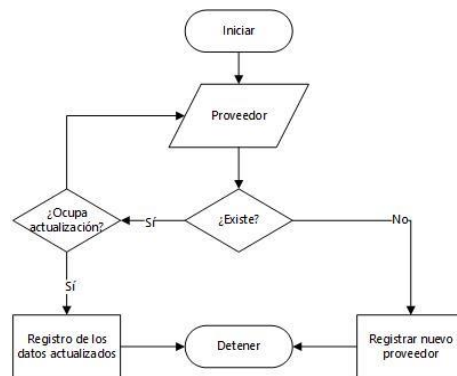 Iniciar
Proveedor
¿Ocupa
actualización?
Sí
¿Existe?
No
Sí
Registro de los
datos actualizados
Detener
Registrar nuevo
proveedor